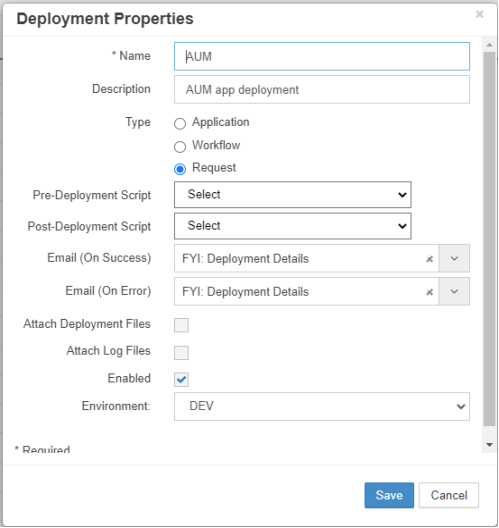 Deployment Properties ×
* Name AUM
Description AUM app deployment
Type Application
Workflow
Request
Pre-Deployment Script Select
Post-Deployment Script Select
Email (On Success) FYI: Deployment Details ×
Email (On Error) FYI: Deployment Details ×
Attach Deployment Files
Attach Log Files
Enabled
Environment: DEV
* Required
Save Cancel